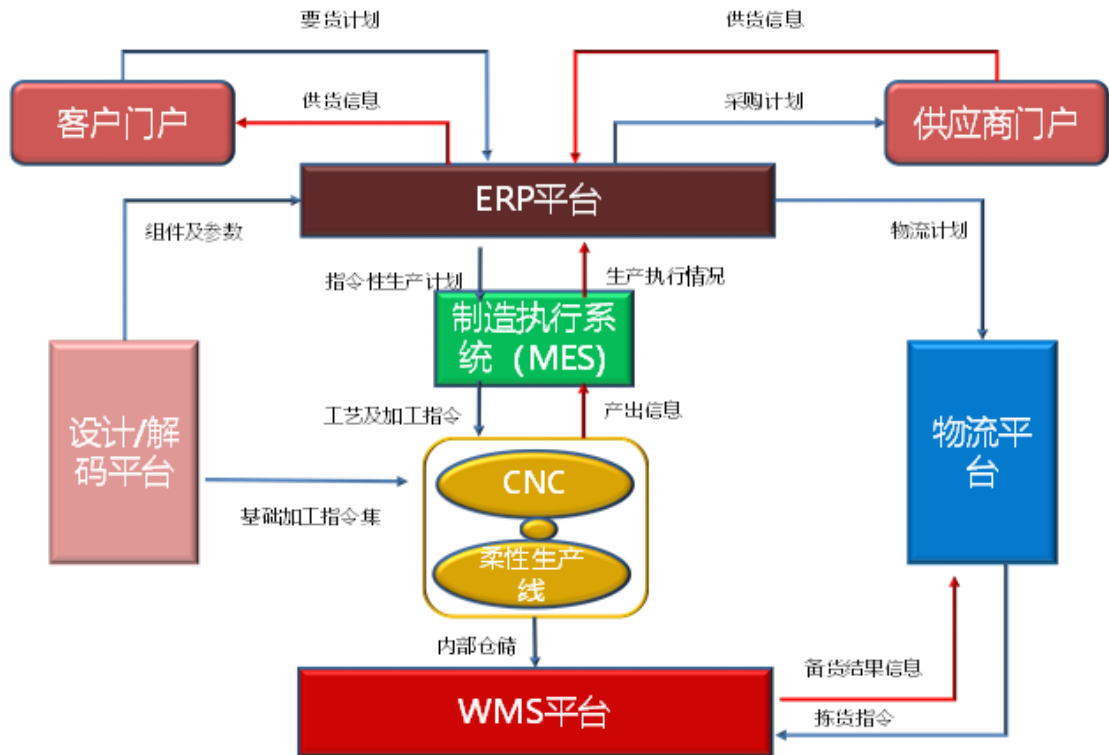 要货计划
供货信息
客户门户
供货信息
采购计划
供应商门户
ERP平台
组件及参数
物流计划
指令性生产计划
生产执行情况
制造执行系
统（MES)
工艺及加工指令
产出信息
设计/解
码平台
物流平
台
CNC
基础加工指令集
柔性生产
线
内部仓储
备货结果信息
WMS平台
拣货指令